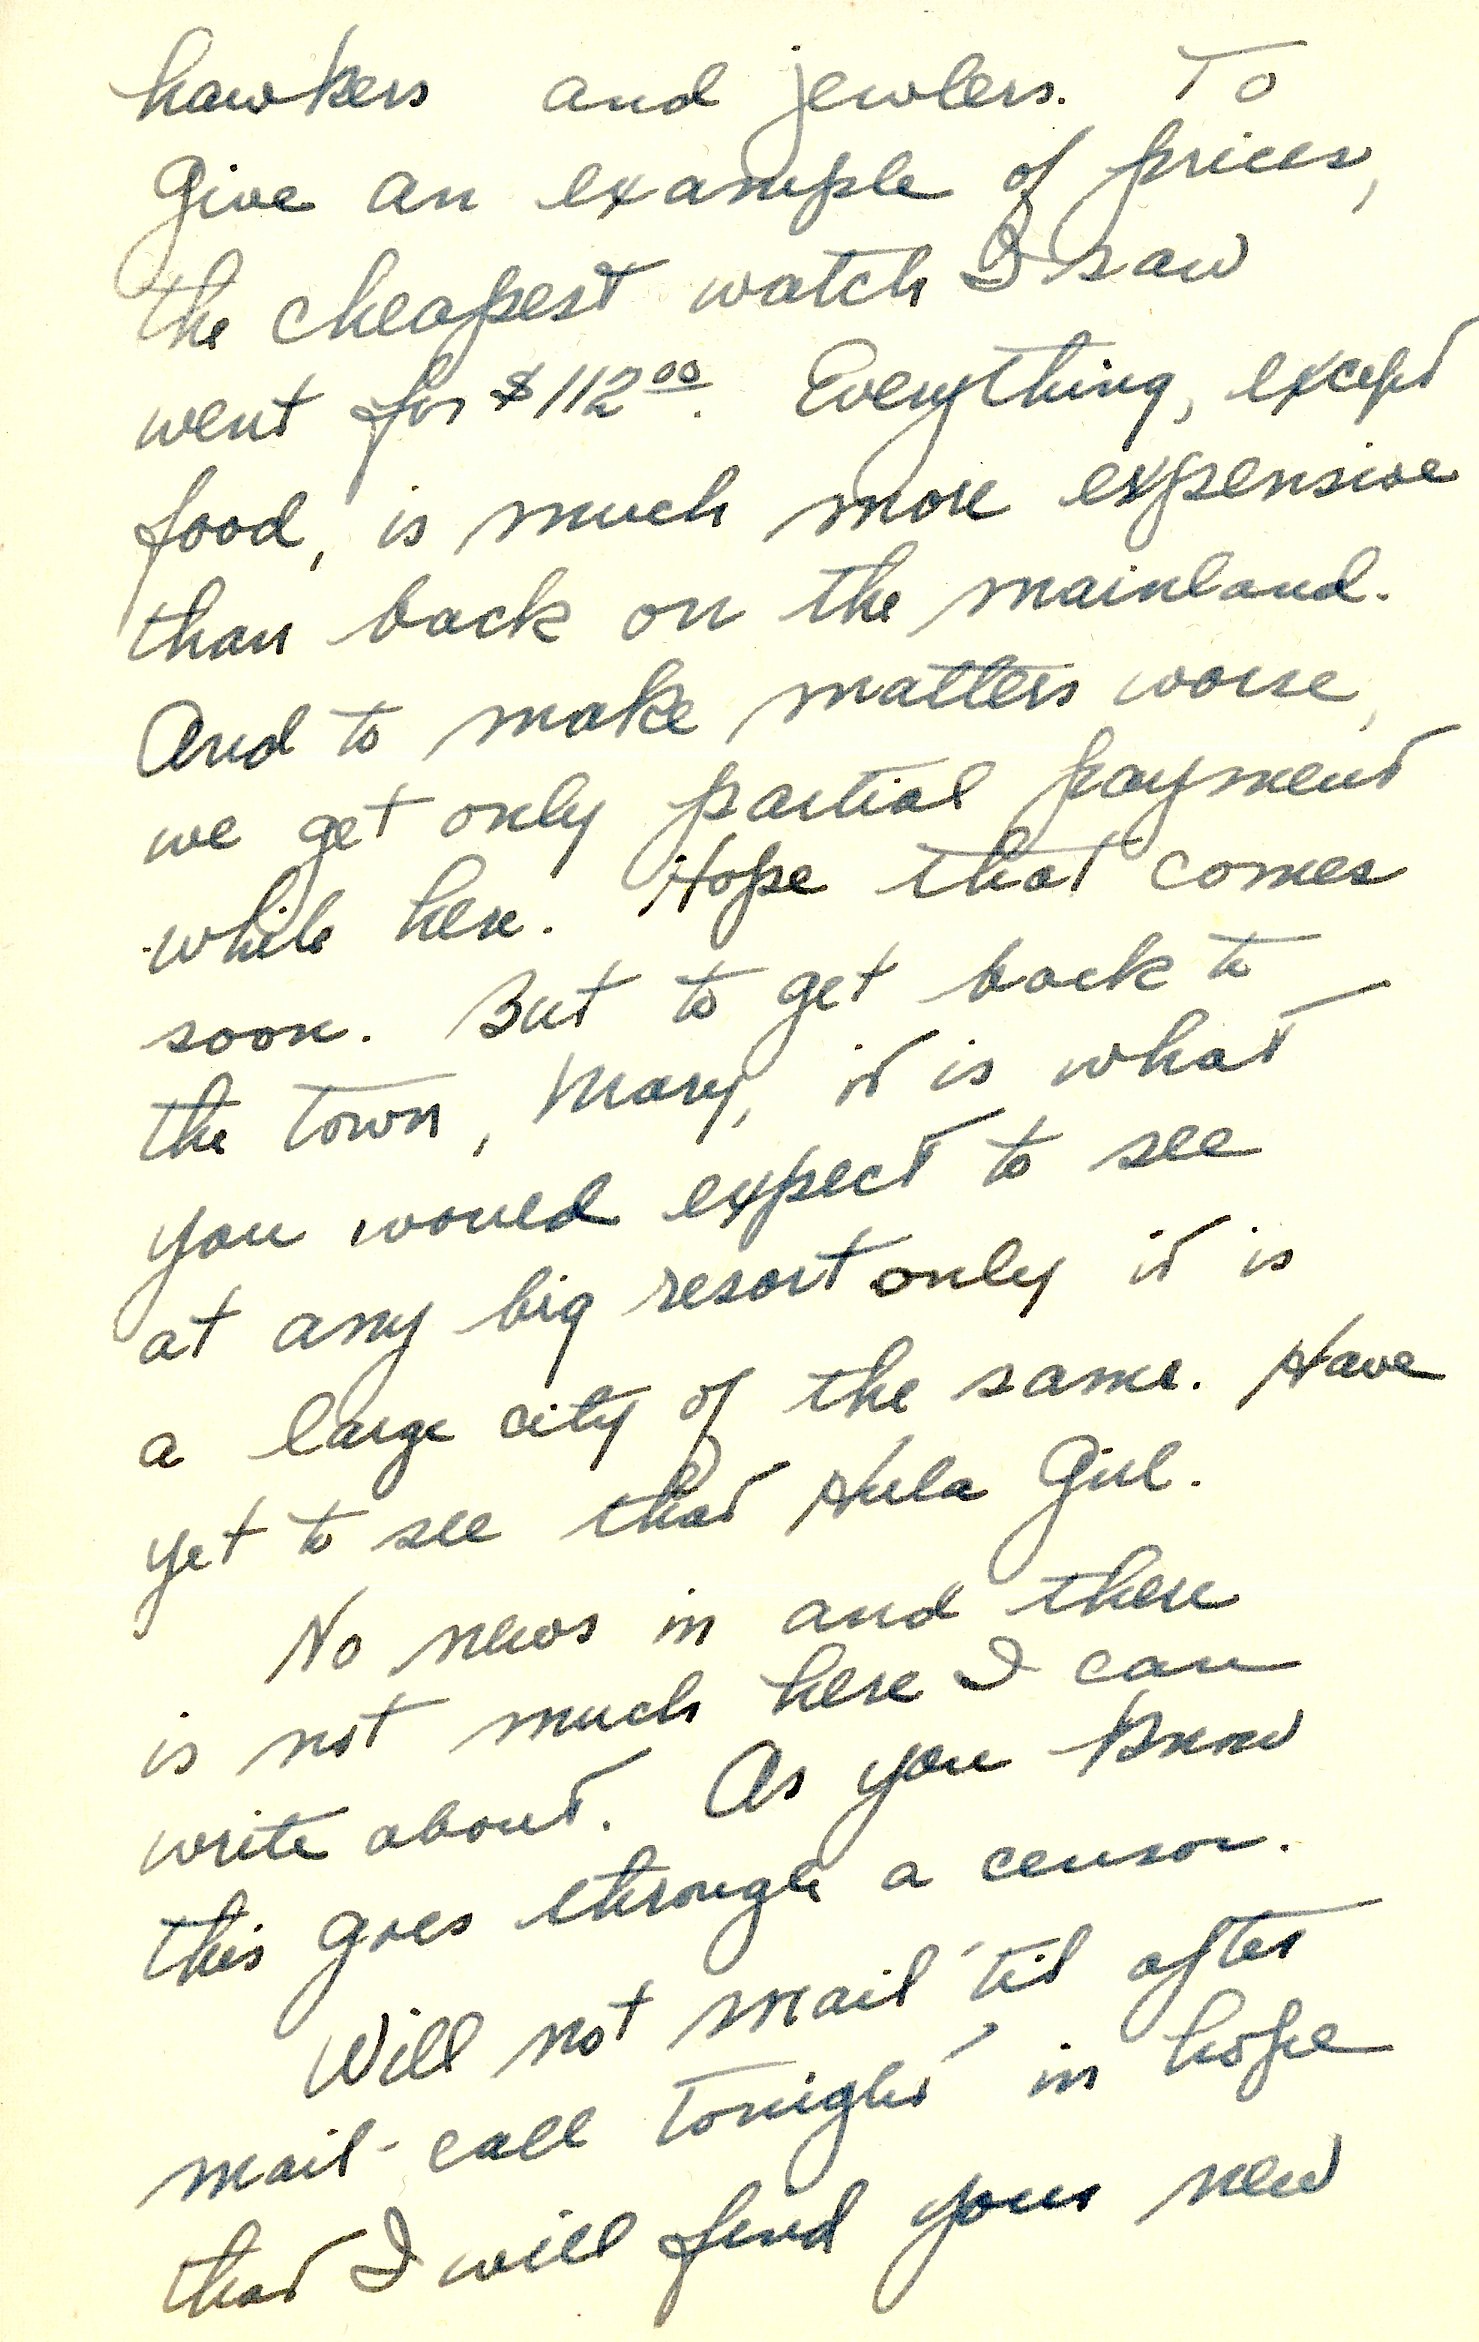 hawkers and jewlers. To
Give an example of prices,
the cheapest watch I saw
went for $112.00. Everything, except
food, is much more expensive
than back on the mainland.
And to make matters worse,
we get only partial payment
while here. Hope that comes
soon. But to get back to
the town, Mary, it is what
you would expect to see
at any big resort only it is
a large city of the same. Have
yet to see that Hula Girl.
No news in and there
is not much here I can
write about. As you know
this goes through a censor.
Will not mail 'til after
mail-call tonight in hope
that I will find your new